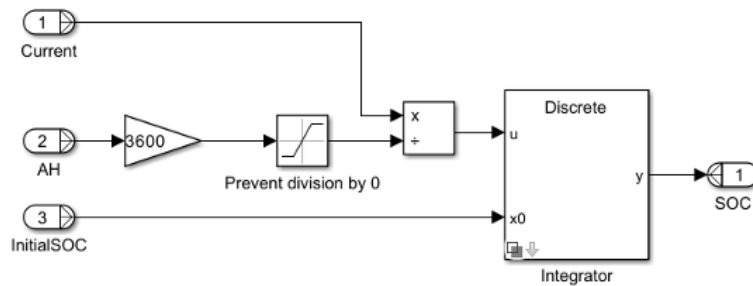 1
Current
2
AH
3600
Prevent division by 0
x
÷
3
InitialSOC
Discrete
u
y
x0
Integrator
1
SOC